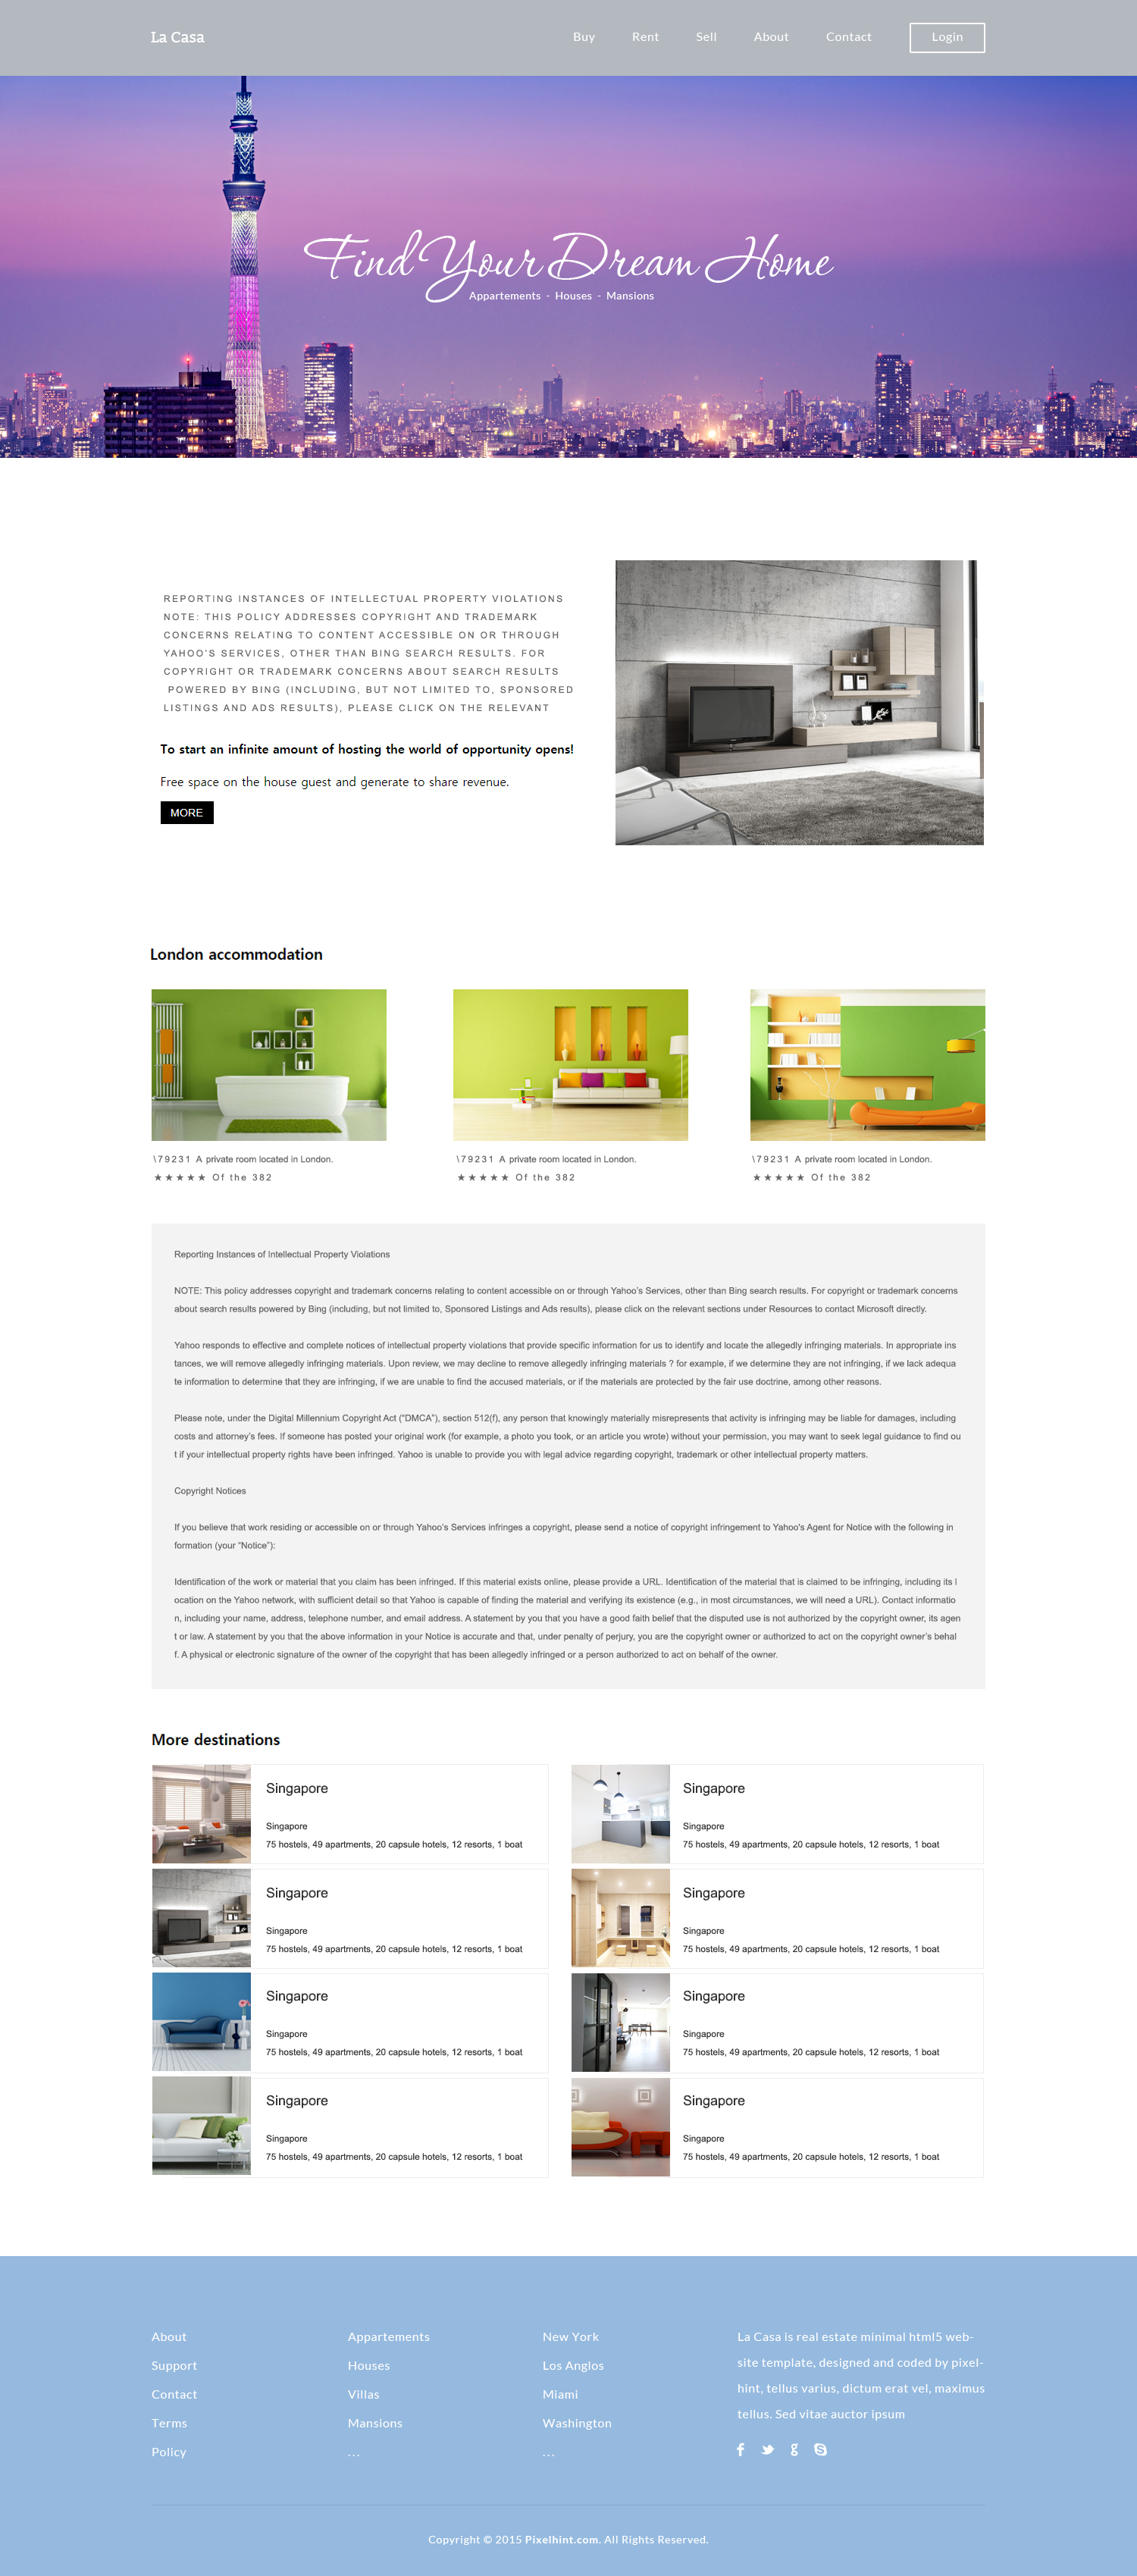 La Casa
Buy Rent Sell About Contact Login
Find Your Dream Home
Appartements - Houses - Mansions
REPORTING INSTANCES OF INTELLECTUAL PROPERTY VIOLATIONS
NOTE: THIS POLICY ADDRESSES COPYRIGHT AND TRADEMARK
CONCERNS RELATING TO CONTENT ACCESSIBLE ON OR THROUGH
YAHOO'S SERVICES, OTHER THAN BING SEARCH RESULTS. FOR
COPYRIGHT OR TRADEMARK CONCERNS ABOUT SEARCH RESULTS
POWERED BY BING (INCLUDING, BUT NOT LIMITED TO, SPONSORED
LISTINGS AND ADS RESULTS), PLEASE CLICK ON THE RELEVANT
To start an infinite amount of hosting the world of opportunity opens!
Free space on the house guest and generate to share revenue.
MORE
London accommodation
\79231 A private room located in London.
★★★★★ Of the 382
\79231 A private room located in London.
★★★★★ Of the 382
\79231 A private room located in London.
★★★★★ Of the 382
Reporting Instances of Intellectual Property Violations
NOTE: This policy addresses copyright and trademark concerns relating to content accessible on or through Yahoo's Services, other than Bing search results. For copyright or trademark concerns
about search results powered by Bing (including, but not limited to, Sponsored Listings and Ads results), please click on the relevant sections under Resources to contact Microsoft directly.
Yahoo responds to effective and complete notices of intellectual property violations that provide specific information for us to identify and locate the allegedly infringing materials. In appropriate ins
tances, we will remove allegedly infringing materials. Upon review, we may decline to remove allegedly infringing materials ? for example, if we determine they are not infringing, if we lack adequa
te information to determine that they are infringing, if we are unable to find the accused materials, or if the materials are protected by the fair use doctrine, among other reasons.
Please note, under the Digital Millennium Copyright Act ("DMCA"), section 512(f), any person that knowingly materially misrepresents that activity is infringing may be liable for damages, including
costs and attorney's fees. If someone has posted your original work (for example, a photo you took, or an article you wrote) without your permission, you may want to seek legal guidance to find ou
t if your intellectual property rights have been infringed. Yahoo is unable to provide you with legal advice regarding copyright, trademark or other intellectual property matters.
Copyright Notices
If you believe that work residing or accessible on or through Yahoo's Services infringes a copyright, please send a notice of copyright infringement to Yahoo's Agent for Notice with the following in
formation (your "Notice"):
Identification of the work or material that you claim has been infringed. If this material exists online, please provide a URL. Identification of the material that is claimed to be infringing, including its l
ocation on the Yahoo network, with sufficient detail so that Yahoo is capable of finding the material and verifying its existence (e.g., in most circumstances, we will need a URL). Contact informatio
n, including your name, address, telephone number, and email address. A statement by you that you have a good faith belief that the disputed use is not authorized by the copyright owner, its agen
t or law. A statement by you that the above information in your Notice is accurate and that, under penalty of perjury, you are the copyright owner or authorized to act on the copyright owner's behal
f. A physical or electronic signature of the owner of the copyright that has been allegedly infringed or a person authorized to act on behalf of the owner.
More destinations
Singapore
Singapore
75 hostels, 49 apartments, 20 capsule hotels, 12 resorts, 1 boat
Singapore
Singapore
75 hostels, 49 apartments, 20 capsule hotels, 12 resorts, 1 boat
Singapore
Singapore
75 hostels, 49 apartments, 20 capsule hotels, 12 resorts, 1 boat
Singapore
Singapore
75 hostels, 49 apartments, 20 capsule hotels, 12 resorts, 1 boat
Singapore
Singapore
75 hostels, 49 apartments, 20 capsule hotels, 12 resorts, 1 boat
Singapore
Singapore
75 hostels, 49 apartments, 20 capsule hotels, 12 resorts, 1 boat
Singapore
Singapore
75 hostels, 49 apartments, 20 capsule hotels, 12 resorts, 1 boat
Singapore
Singapore
75 hostels, 49 apartments, 20 capsule hotels, 12 resorts, 1 boat
About
Support
Contact
Terms
Policy
Appartements
Houses
Villas
Mansions
...
New York
Los Anglos
Miami
Washington
...
La Casa is real estate minimal html5 web-
site template, designed and coded by pixel-
hint, tellus varius, dictum erat vel, maximus
tellus. Sed vitae auctor ipsum
Copyright © 2015 Pixelhint.com. All Rights Reserved.